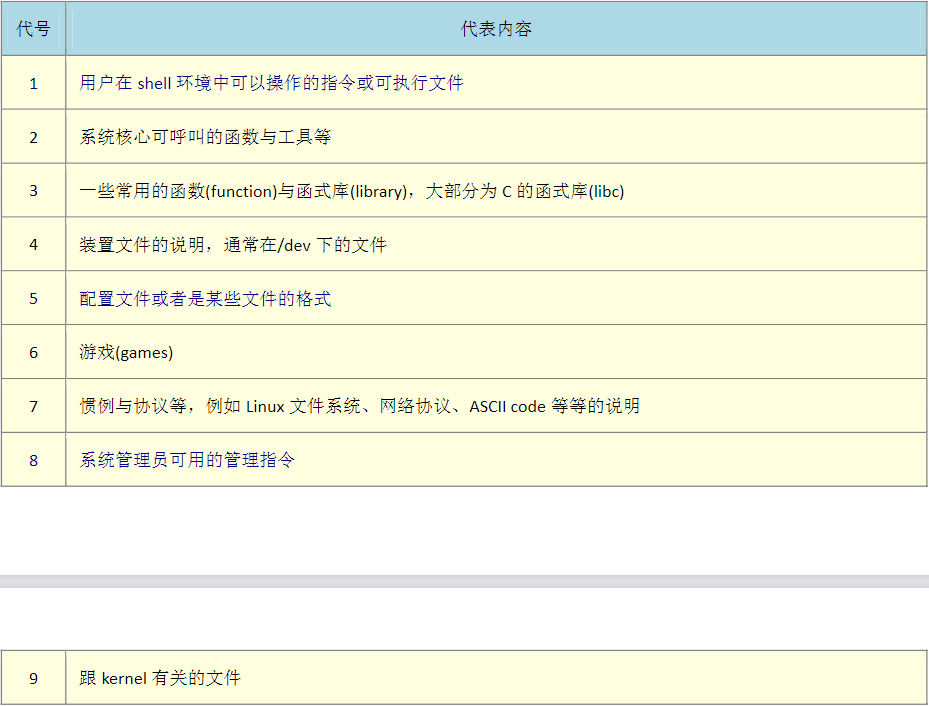 代号 代表内容
1 用户在 shell 环境中可以操作的指令或可执行文件
2 系统核心可呼叫的函数与工具等
3 一些常用的函数(function)与函式库(library)，大部分为 C 的函式库(libc)
4 装置文件的说明，通常在/dev 下的文件
5 配置文件或者是某些文件的格式
6 游戏(games)
7 惯例与协议等，例如 Linux 文件系统、网络协议、ASCII code 等等的说明
8 系统管理员可用的管理指令
9 跟 kernel 有关的文件